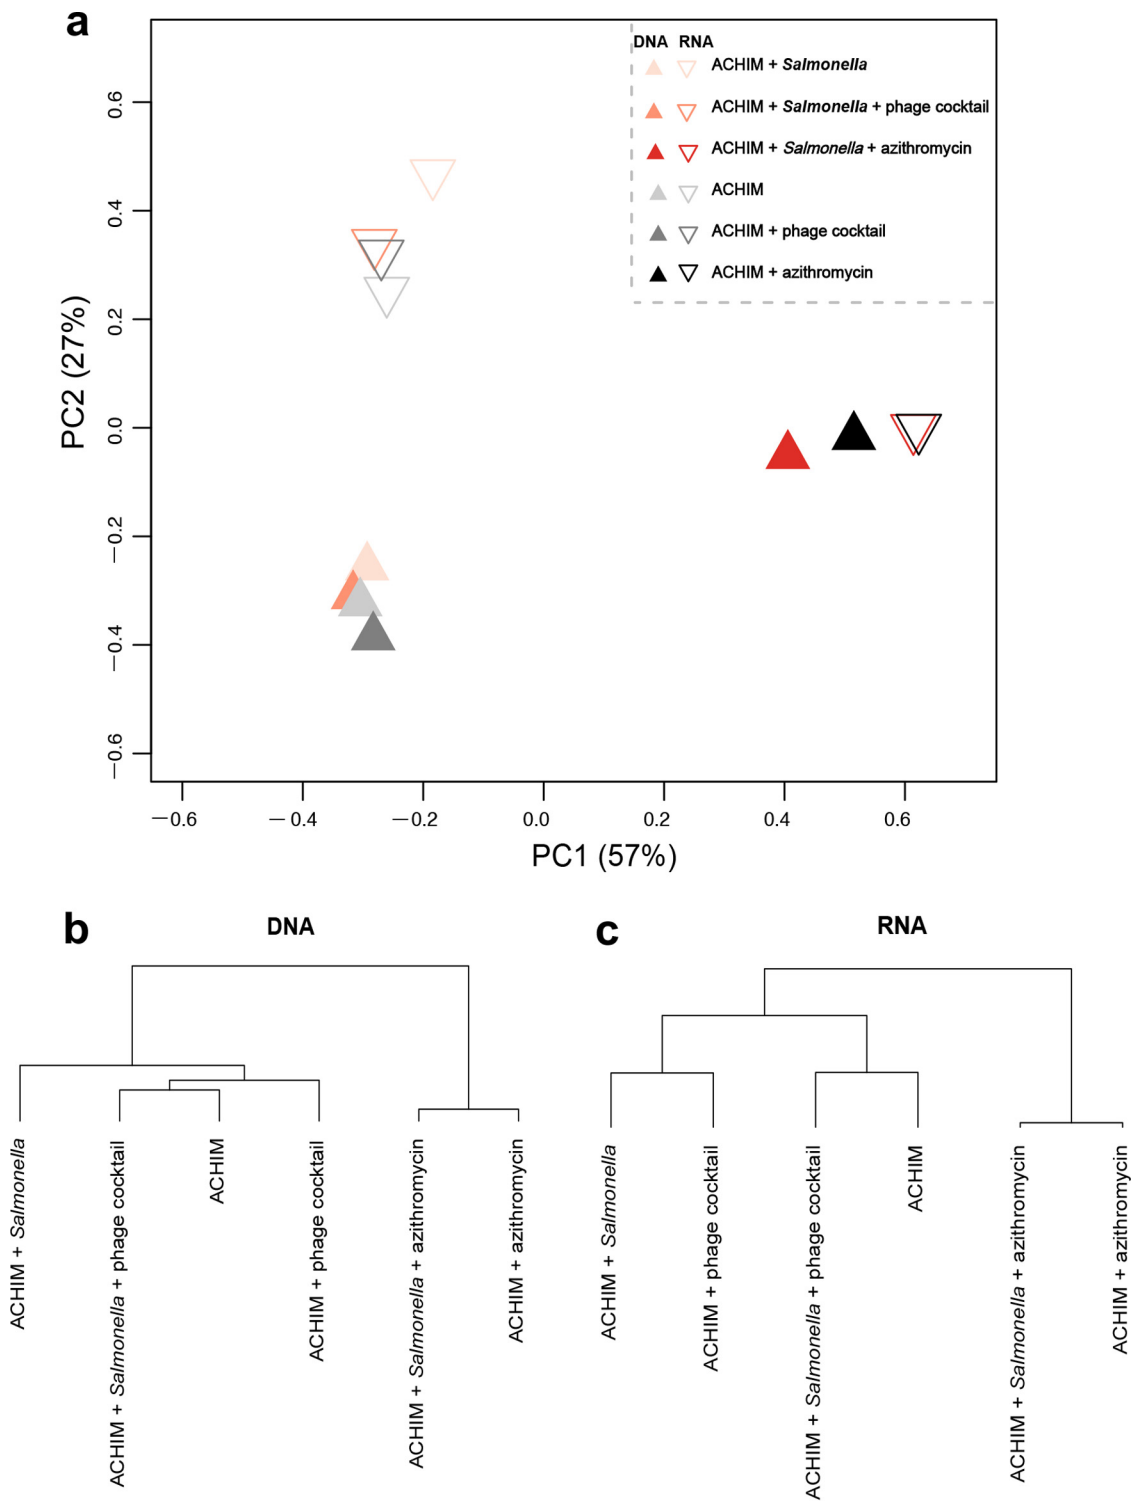 a
DNA RNA
ACHIM + Salmonella
ACHIM + Salmonella + phage cocktail
ACHIM + Salmonella + azithromycin
ACHIM
ACHIM + phage cocktail
ACHIM + azithromycin
PC2 (27%)
0.6
0.4
0.2
0.0
−0.2
−0.4
−0.6
−0.6 −0.4 −0.2 0.0 0.2 0.4 0.6
PC1 (57%)
b DNA
ACHIM + Salmonella
ACHIM + Salmonella + phage cocktail
ACHIM
ACHIM + phage cocktail
ACHIM + Salmonella + azithromycin
ACHIM + azithromycin
c RNA
ACHIM + Salmonella
ACHIM + phage cocktail
ACHIM + Salmonella + phage cocktail
ACHIM
ACHIM + Salmonella + azithromycin
ACHIM + azithromycin